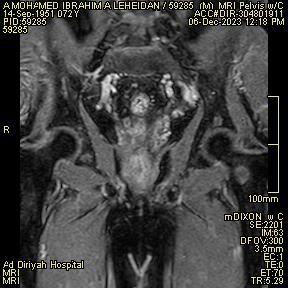 A MOHAMED IBRAHIM A LEHEIDAN / 59285 (M) MRI Pelvis w/C
14-Sep-1951 072Y ACC#DIR-304801911
PID:59285 06-Dec-2023 12:18 PM
59285
R
100mm
mDIXON w C
SE:2201
IM:63
DFOV:300
3.5mm
EC:1
Ad Diriyah Hospital TE:0
MRI ET:70
MRI TR:5.29